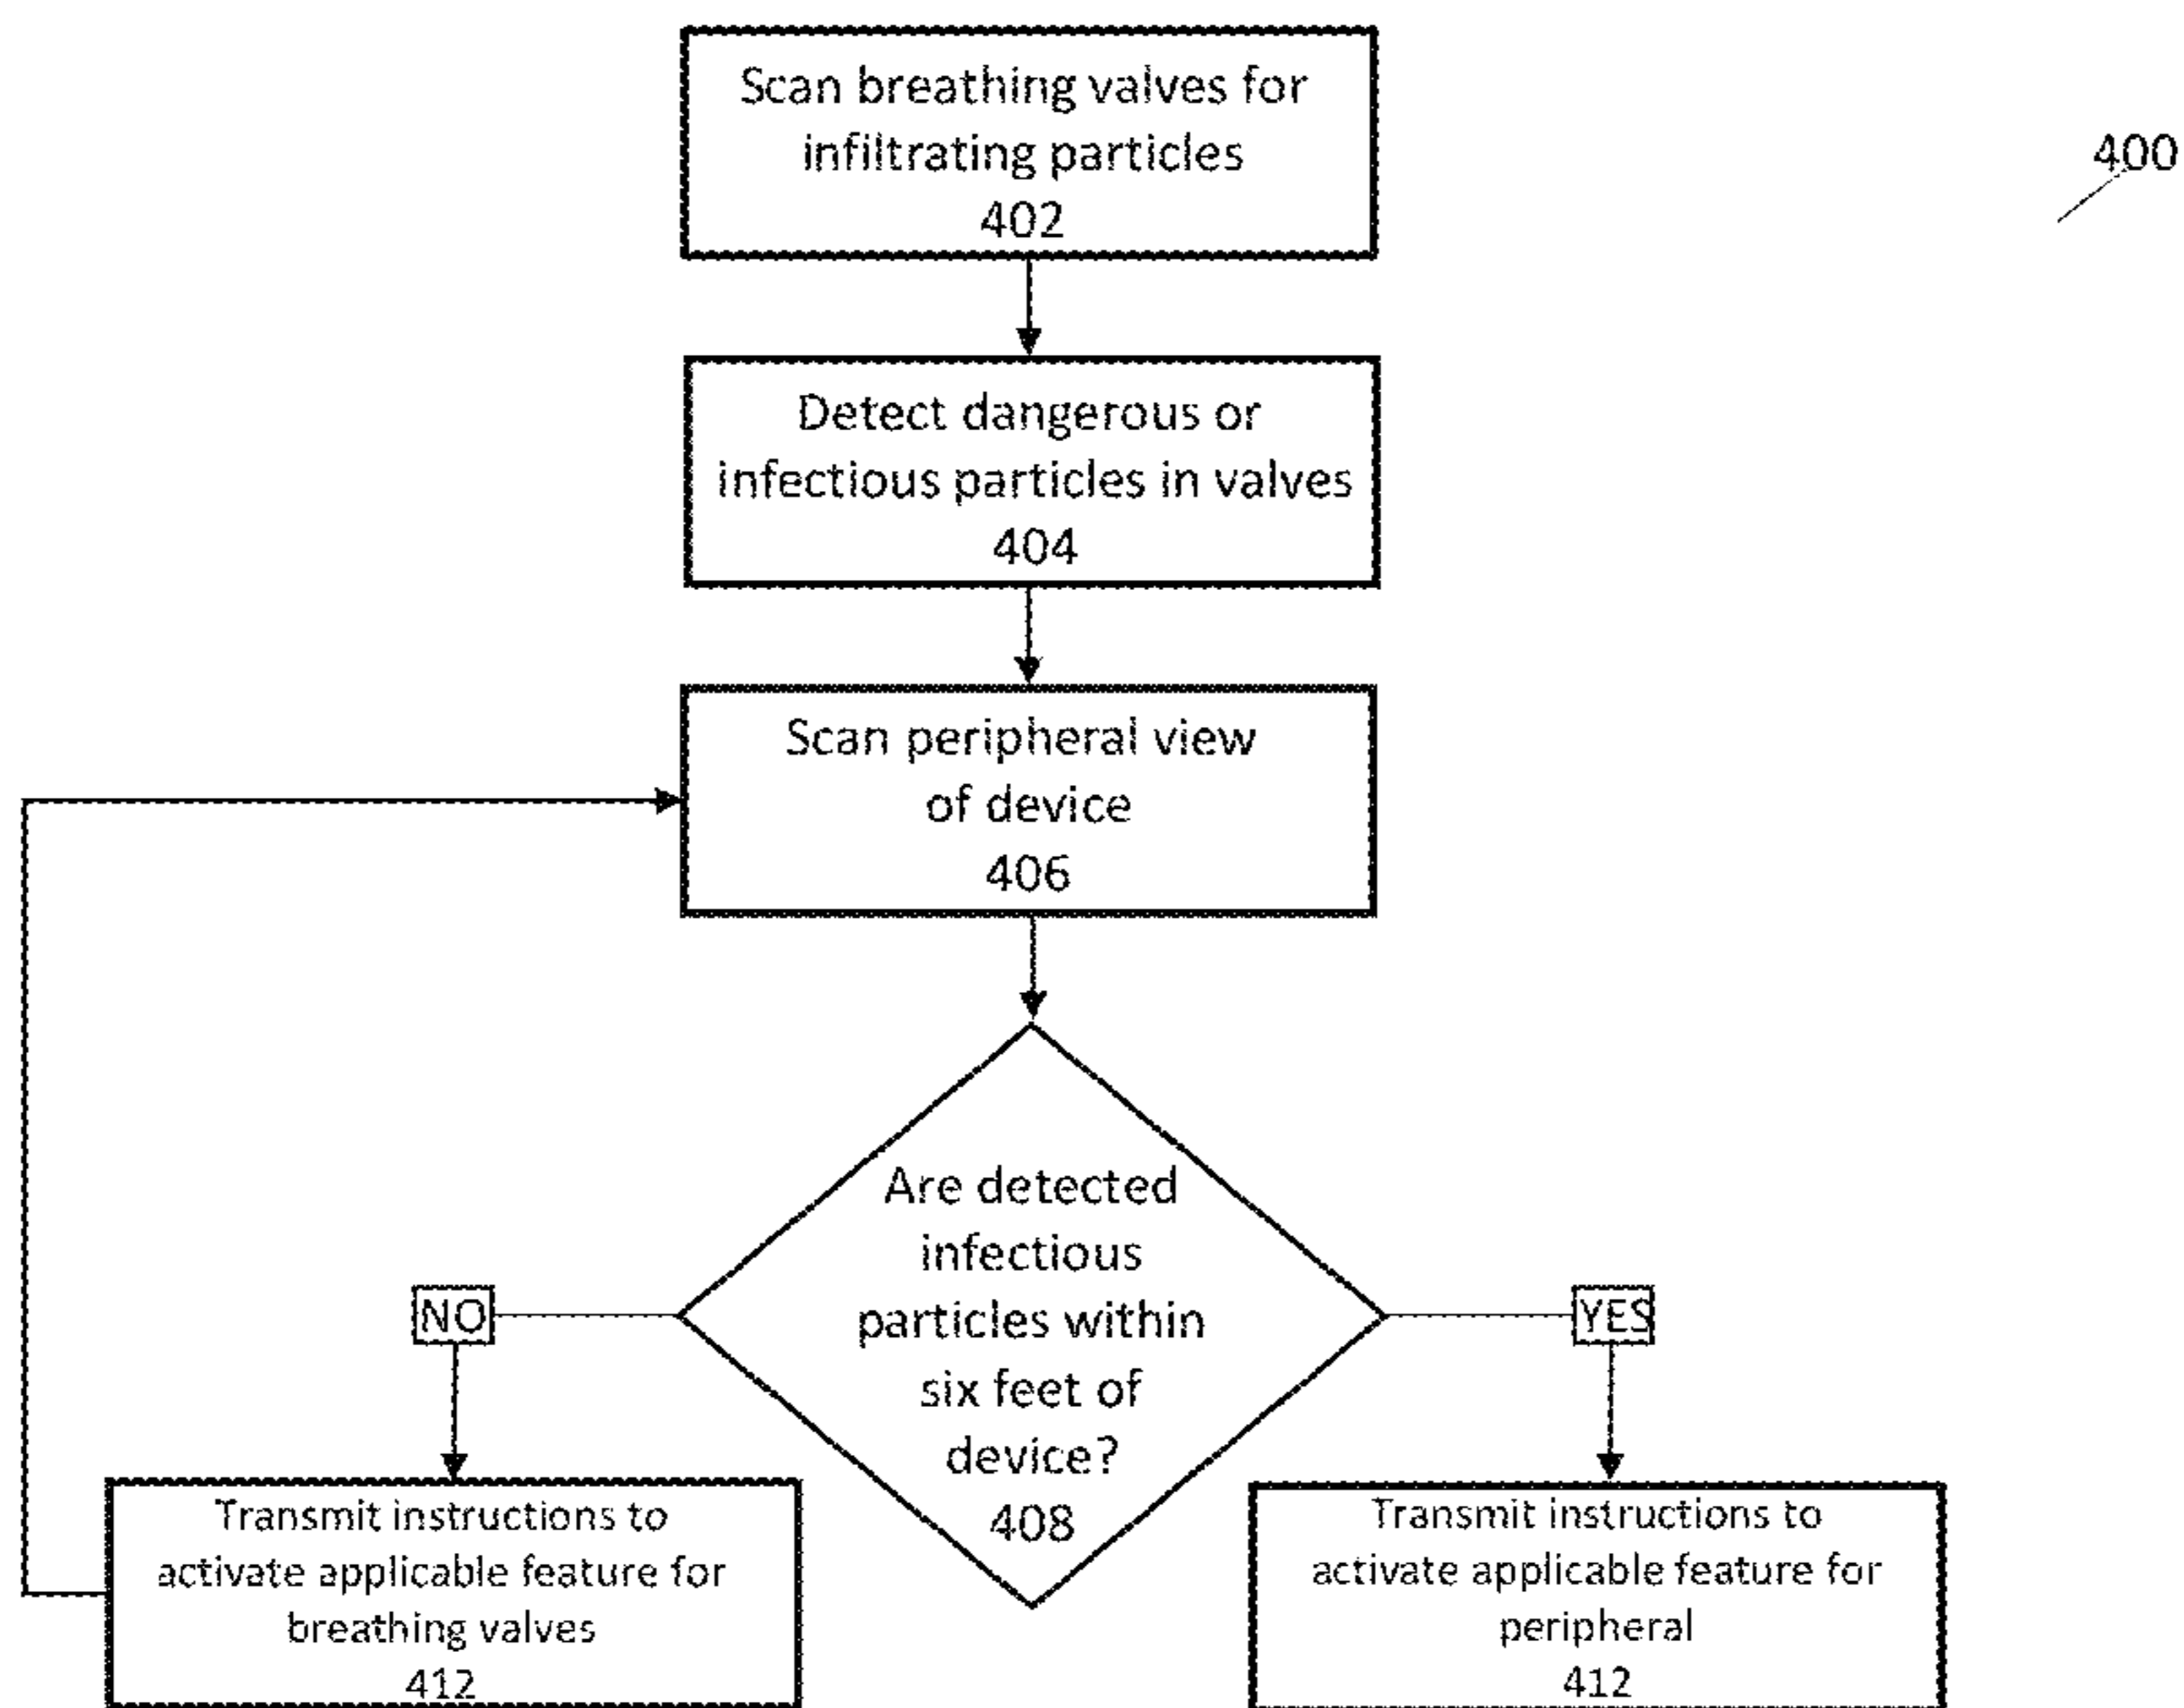 Scan breathing valves for
infiltrating particles
402
400
Detect dangerous or
infectious particles in valves
404
Scan peripheral view
of device
406
Are detected
infectious
particles within
six feet of
device?
408
NO
YES
Transmit instructions to
activate applicable feature for
breathing valves
412
Transmit instructions to
activate applicable feature for
peripheral
412